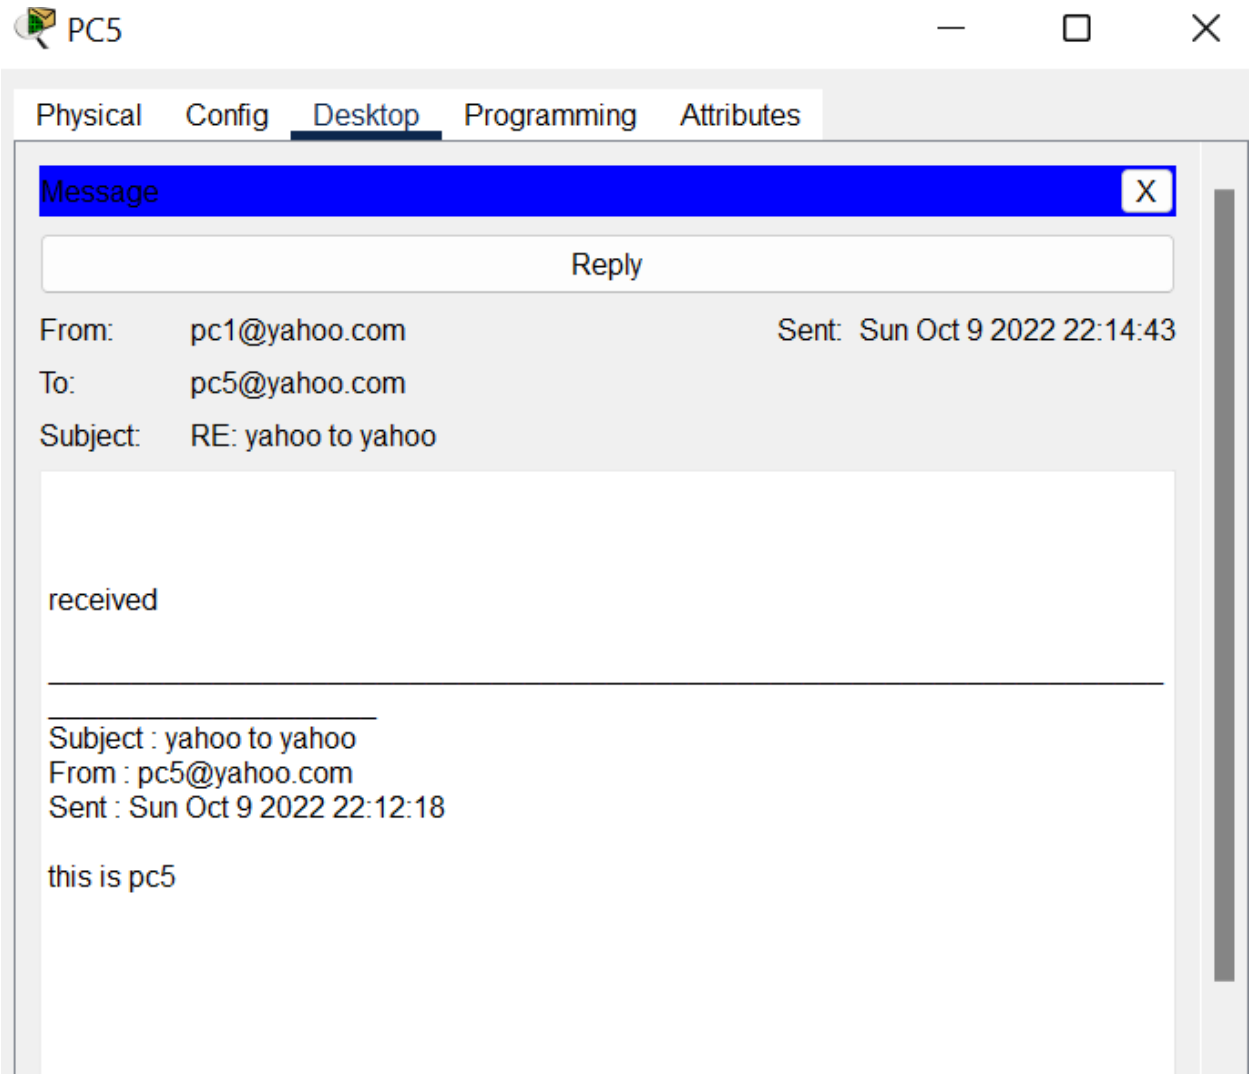 PC5
Physical Config Desktop Programming Attributes
Message X
Reply
From: pc1@yahoo.com Sent: Sun Oct 9 2022 22:14:43
To: pc5@yahoo.com
Subject: RE: yahoo to yahoo
received
Subject : yahoo to yahoo
From : pc5@yahoo.com
Sent : Sun Oct 9 2022 22:12:18
this is pc5